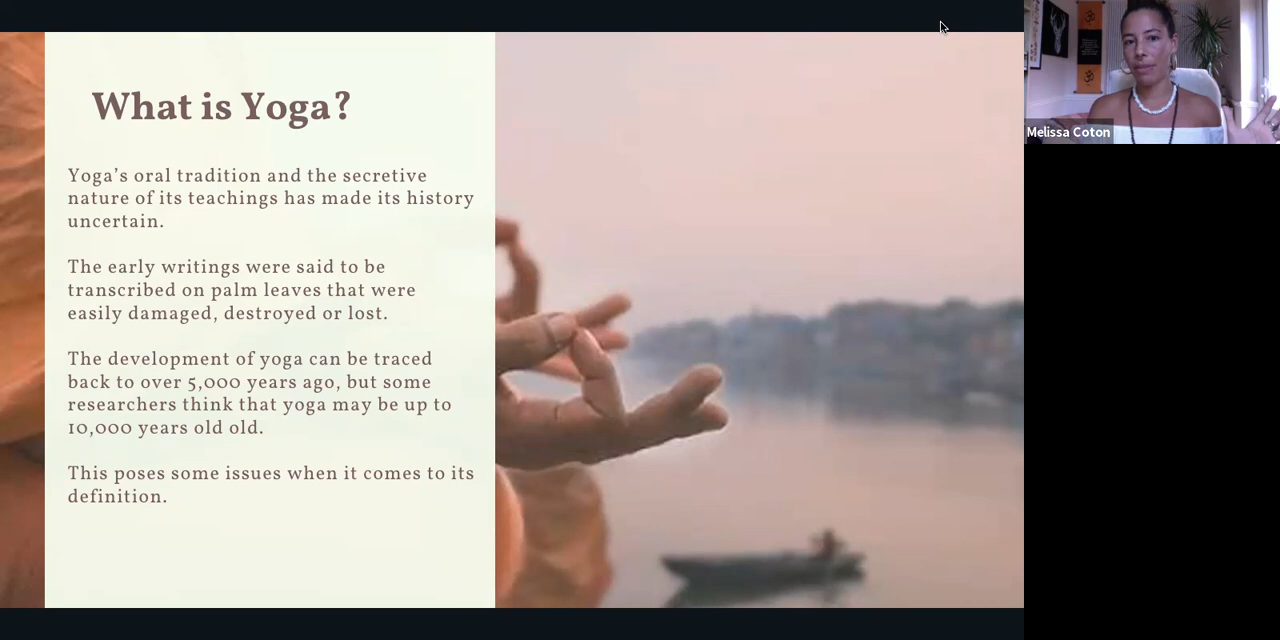 What is Yoga?
Yoga's oral tradition and the secretive
nature of its teachings has made its history
uncertain.
The early writings were said to be
transcribed on palm leaves that were
easily damaged, destroyed or lost.
The development of yoga can be traced
back to over 5,000 years ago, but some
researchers think that yoga may be up to
10,000 years old old.
This poses some issues when it comes to its
definition.
Melissa Coton